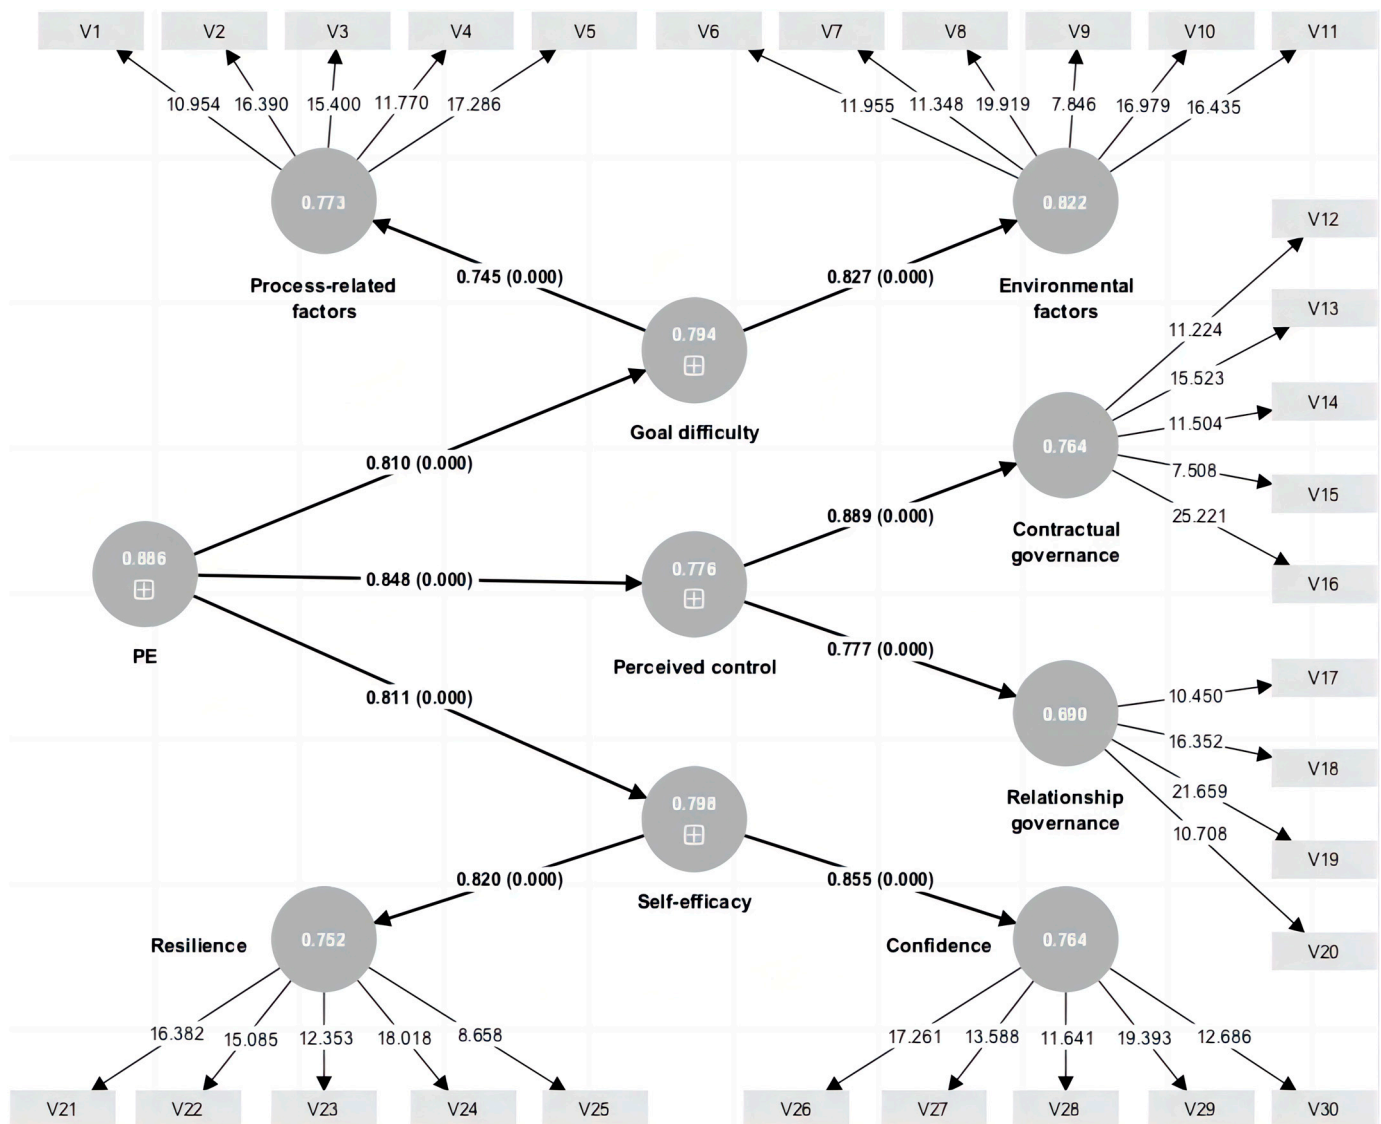 V1 V2 V3 V4 V5 V6 V7 V8 V9 V10 V11
10.954 16.390 15.400 11.770 17.286 11.955 11.348 19.919 7.846 16.979 16.435
0.773 0.822
V12
0.745 (0.000) 0.827 (0.000)
Process-related
factors
Environmental
factors
V13
11.224
0.794
15.523
V14
11.504
Goal difficulty
0.764
0.810 (0.000)
7.508
V15
0.889 (0.000)
25.221
Contractual
governance
0.886
0.848 (0.000)
0.776
V16
PE
0.777 (0.000)
Perceived control
V17
10.450
0.811 (0.000)
0.690
16.352
V18
Relationship
governance
21.659
0.798
10.708
V19
0.820 (0.000) 0.855 (0.000)
Self-efficacy
Resilience 0.752 Confidence 0.764
V20
16.382 15.085 12.353 18.018 8.658 17.261 13.588 11.641 19.393 12.686
V21 V22 V23 V24 V25 V26 V27 V28 V29 V30